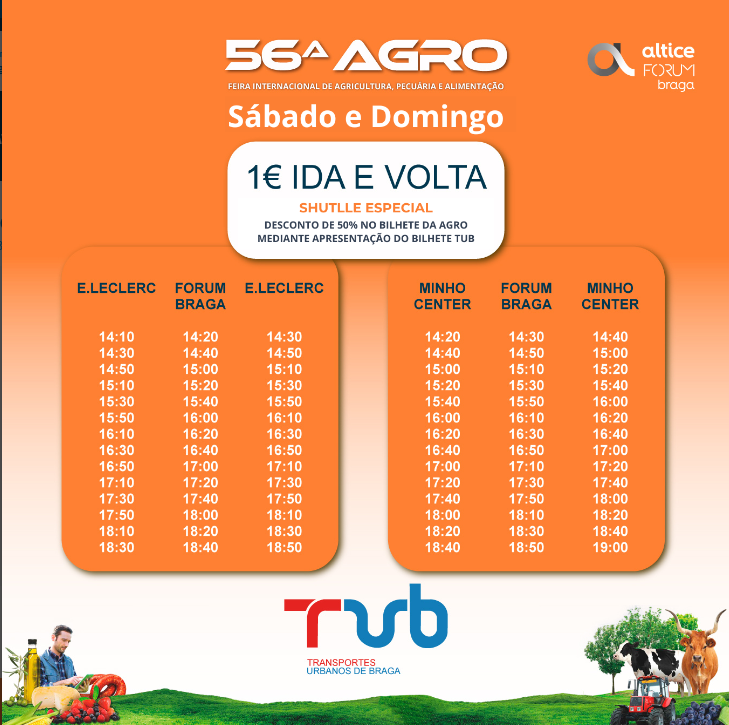 56ª AGRO
FEIRA INTERNACIONAL DE AGRICULTURA, PECUÁRIA E ALIMENTAÇÃO
Sábado e Domingo
altice
FORUM
braga
1€ IDA E VOLTA
SHUTLLE ESPECIAL
DESCONTO DE 50% NO BILHETE DA AGRO
MEDIANTE APRESENTAÇÃO DO BILHETE TUB
E.LECLERC FORUM E.LECLERC
BRAGA
14:10 14:20 14:30
14:30 14:40 14:50
14:50 15:00 15:10
15:10 15:20 15:30
15:30 15:40 15:50
15:50 16:00 16:10
16:10 16:20 16:30
16:30 16:40 16:50
16:50 17:00 17:10
17:10 17:20 17:30
17:30 17:40 17:50
17:50 18:00 18:10
18:10 18:20 18:30
18:30 18:40 18:50
MINHO FORUM MINHO
CENTER BRAGA CENTER
14:20 14:30 14:40
14:40 14:50 15:00
15:00 15:10 15:20
15:20 15:30 15:40
15:40 15:50 16:00
16:00 16:10 16:20
16:20 16:30 16:40
16:40 16:50 17:00
17:00 17:10 17:20
17:20 17:30 17:40
17:40 17:50 18:00
18:00 18:10 18:20
18:20 18:30 18:40
18:40 18:50 19:00
TUB
TRANSPORTES
URBANOS DE BRAGA